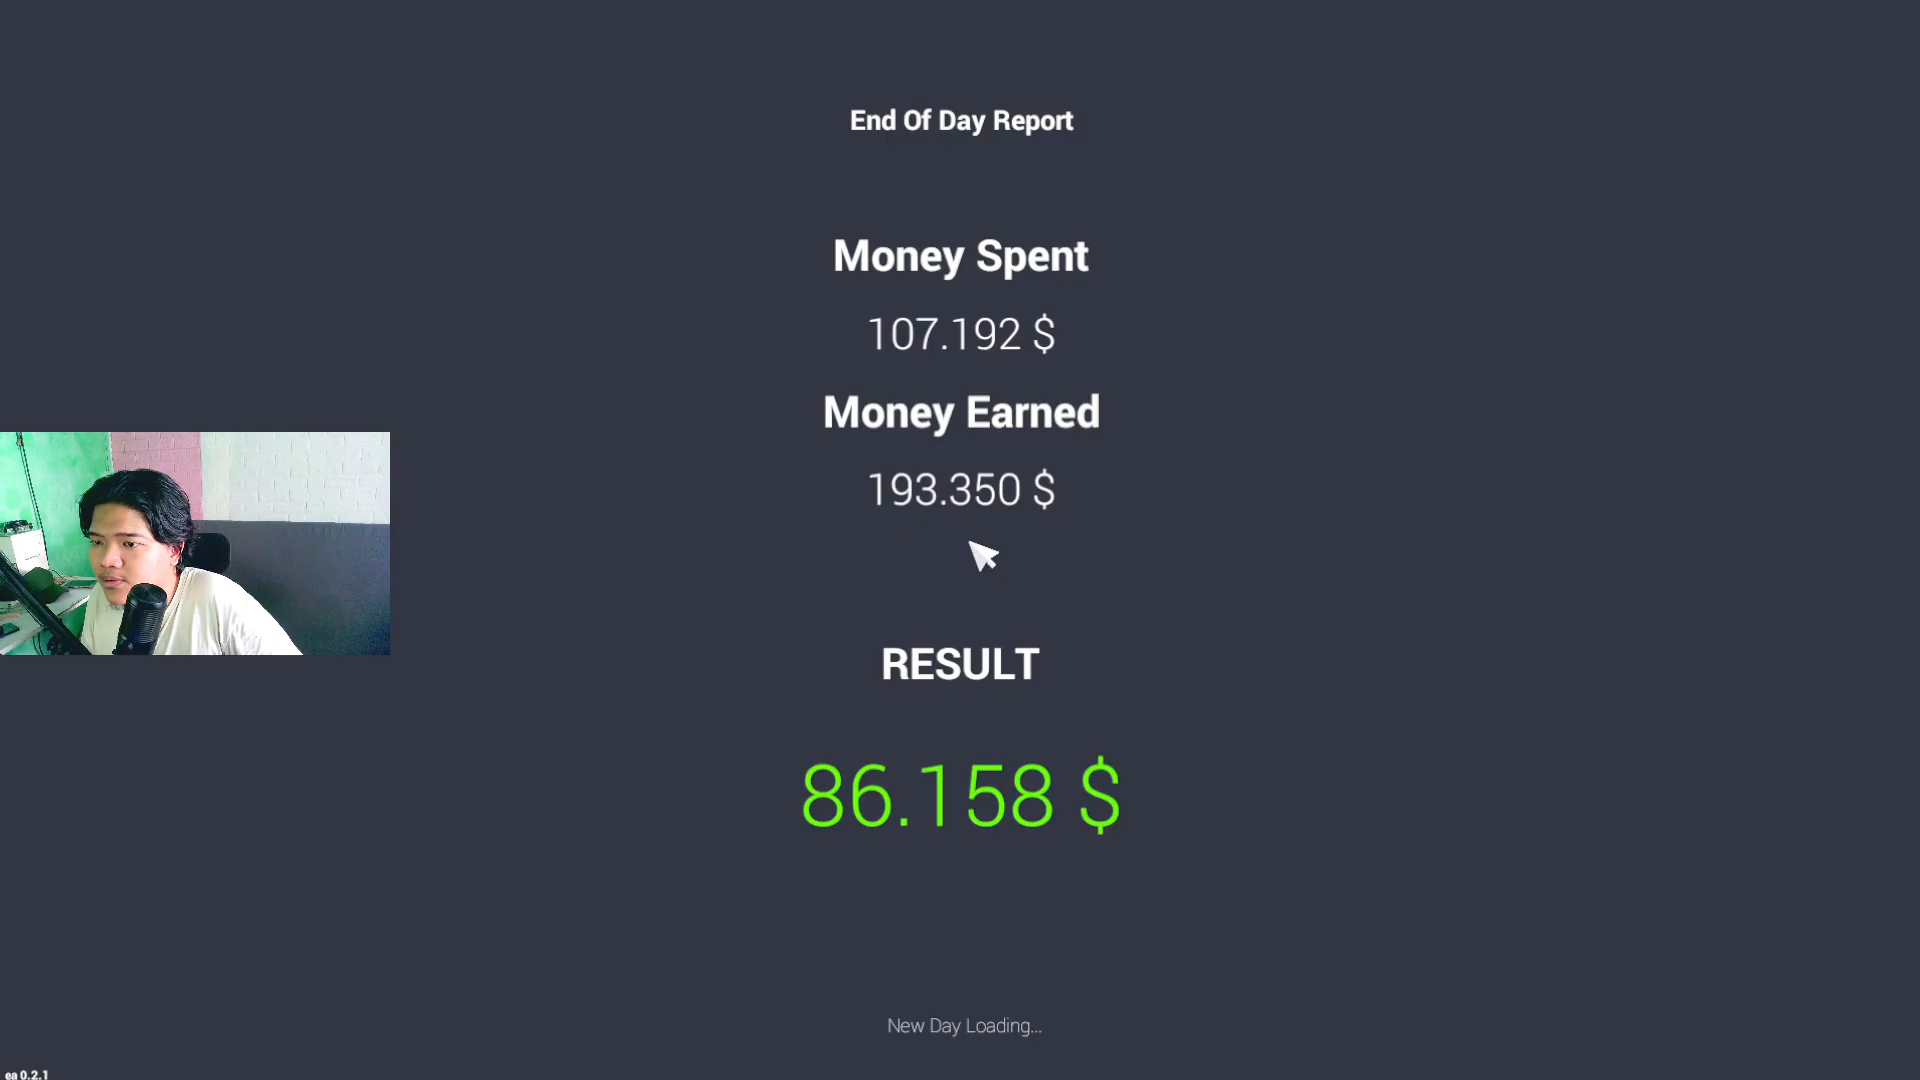 End Of Day Report
Money Spent
107.192 $
Money Earned
193.350 $
RESULT
86.158 $
New Day Loading...
ea 0.2.1